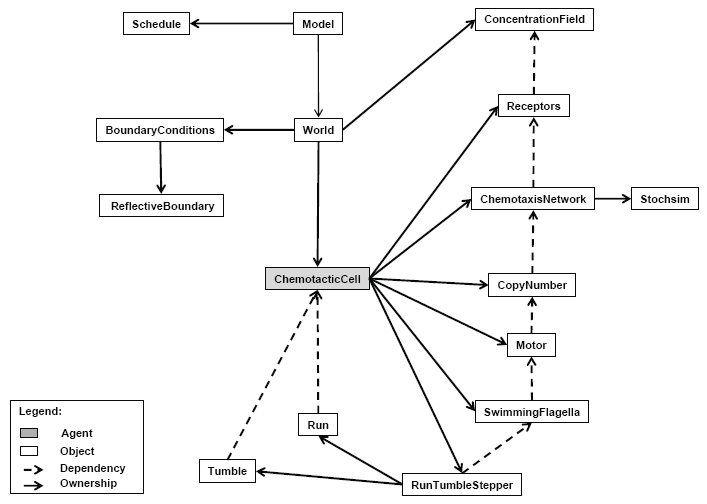 ConcentrationField
Schedule
Model
Receptors
BoundaryConditions
World
ChemotaxisNetwork
Stochsim
ReflectiveBoundary
ChemotacticCell
CopyNumber
Motor
SwimmingFlagella
Run
Tumble
RunTumbleStepper
Legend:
Agent
Object
Dependency
Ownership